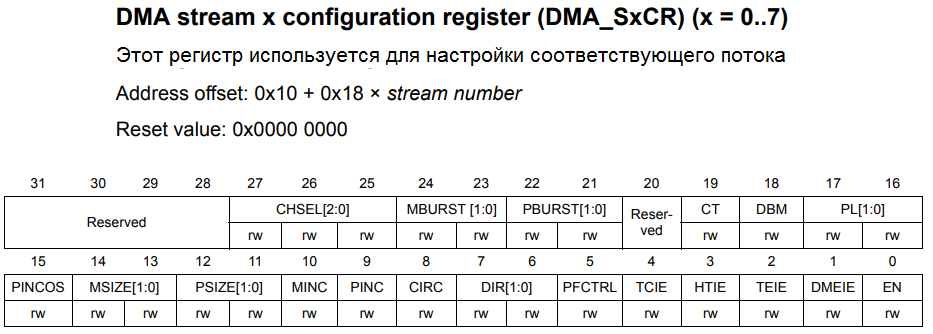 DMA stream x configuration register (DMA_SxCR) (x = 0..7)
Этот регистр используется для настройки соответствующего потока
Address offset: 0x10 + 0x18 × stream number
Reset value: 0x0000 0000
31 30 29 28 27 26 25 24 23 22 21 20 19 18 17 16
Reserved CHSEL[2:0] MBURST [1:0] PBURST[1:0] Reser- CT DBM PL[1:0]
ved
rw rw rw rw rw rw rw rw rw rw rw
15 14 13 12 11 10 9 8 7 6 5 4 3 2 1 0
PINCOS MSIZE[1:0] PSIZE[1:0] MINC PINC CIRC DIR[1:0] PFCTRL TCIE HTIE TEIE DMEIE EN
rw rw rw rw rw rw rw rw rw rw rw rw rw rw rw rw